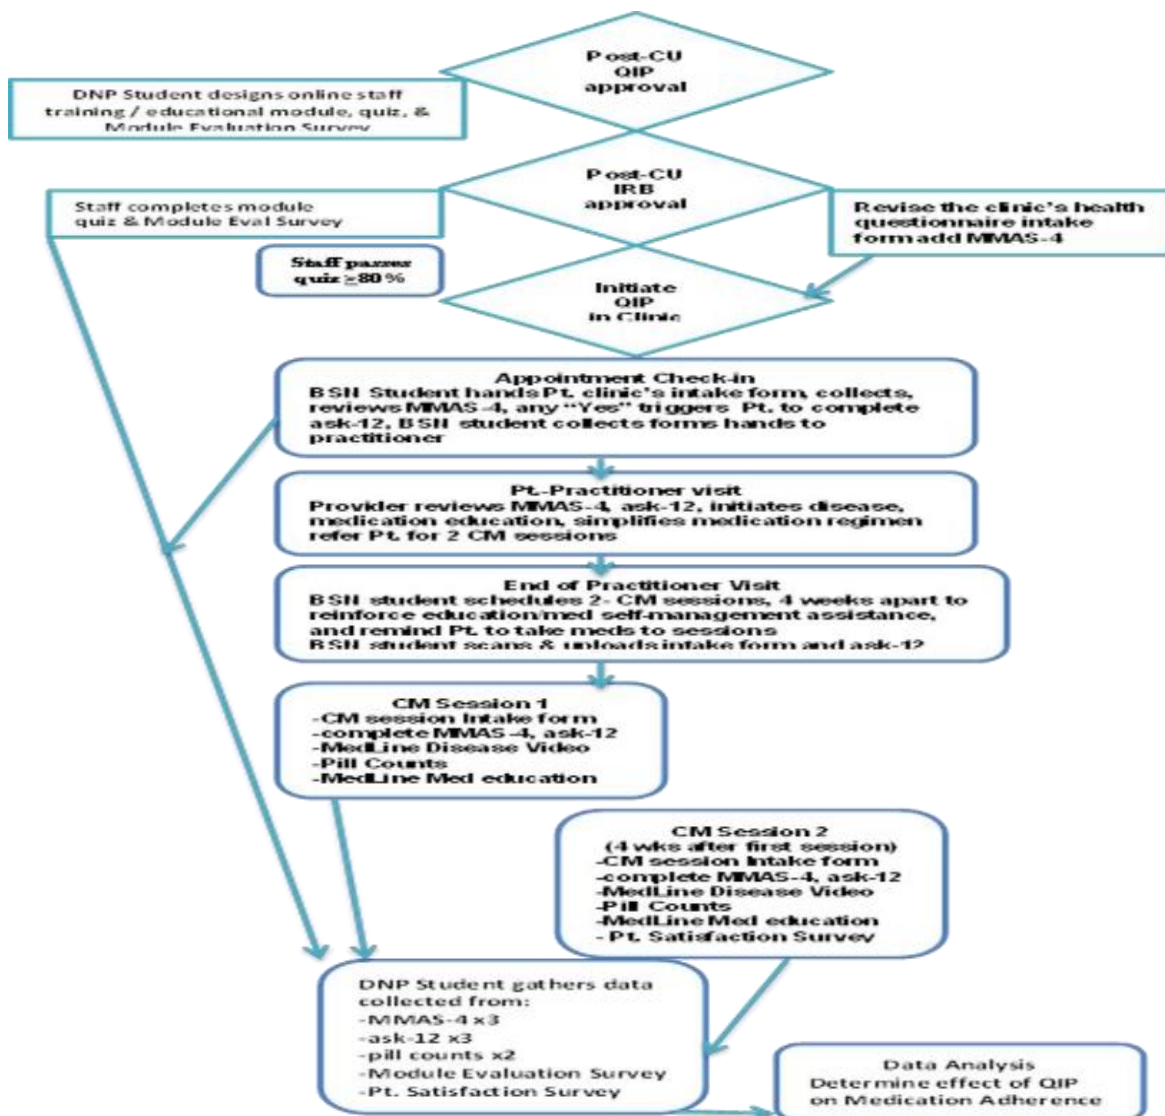 Post-CU
QIP
approval
DNP Student designs online staff
training / educational module, quiz, &
Module Evaluation Survey
Post-CU
IRB
approval
Staff completes module
quiz & Module Eval Survey
Revise the clinic's health
questionnaire intake
form add MMAS-4
Staff passes
quiz ≥80%
Initiate
QIP
in Clinic
Appointment Check-in
BSN Student hands Pt. clinic's intake form, collects,
reviews MMAS-4, any "Yes" triggers Pt. to complete
ask-12, BSN student collects forms hands to
practitioner
Pt.-Practitioner visit
Provider reviews MMAS-4, ask-12, initiates disease,
medication education, simplifies medication regimen
refer Pt. for 2 CM sessions
End of Practitioner Visit
BSN student schedules 2- CM sessions, 4 weeks apart to
reinforce education/med self-management assistance,
and remind Pt. to take meds to sessions
BSN student scans & uploads intake form and ask-12
CM Session 1
-CM session Intake form
-complete MMAS-4, ask-12
-MedLine Disease Video
-Pill Counts
-MedLine Med education
CM Session 2
(4 wks after first session)
-CM session Intake form
-complete MMAS-4, ask-12
-MedLine Disease Video
-Pill Counts
-MedLine Med education
- Pt. Satisfaction Survey
DNP Student gathers data
collected from:
-MMAS-4 x3
-ask-12 x3
-pill counts x2
-Module Evaluation Survey
-Pt. Satisfaction Survey
Data Analysis
Determine effect of QIP
on Medication Adherence